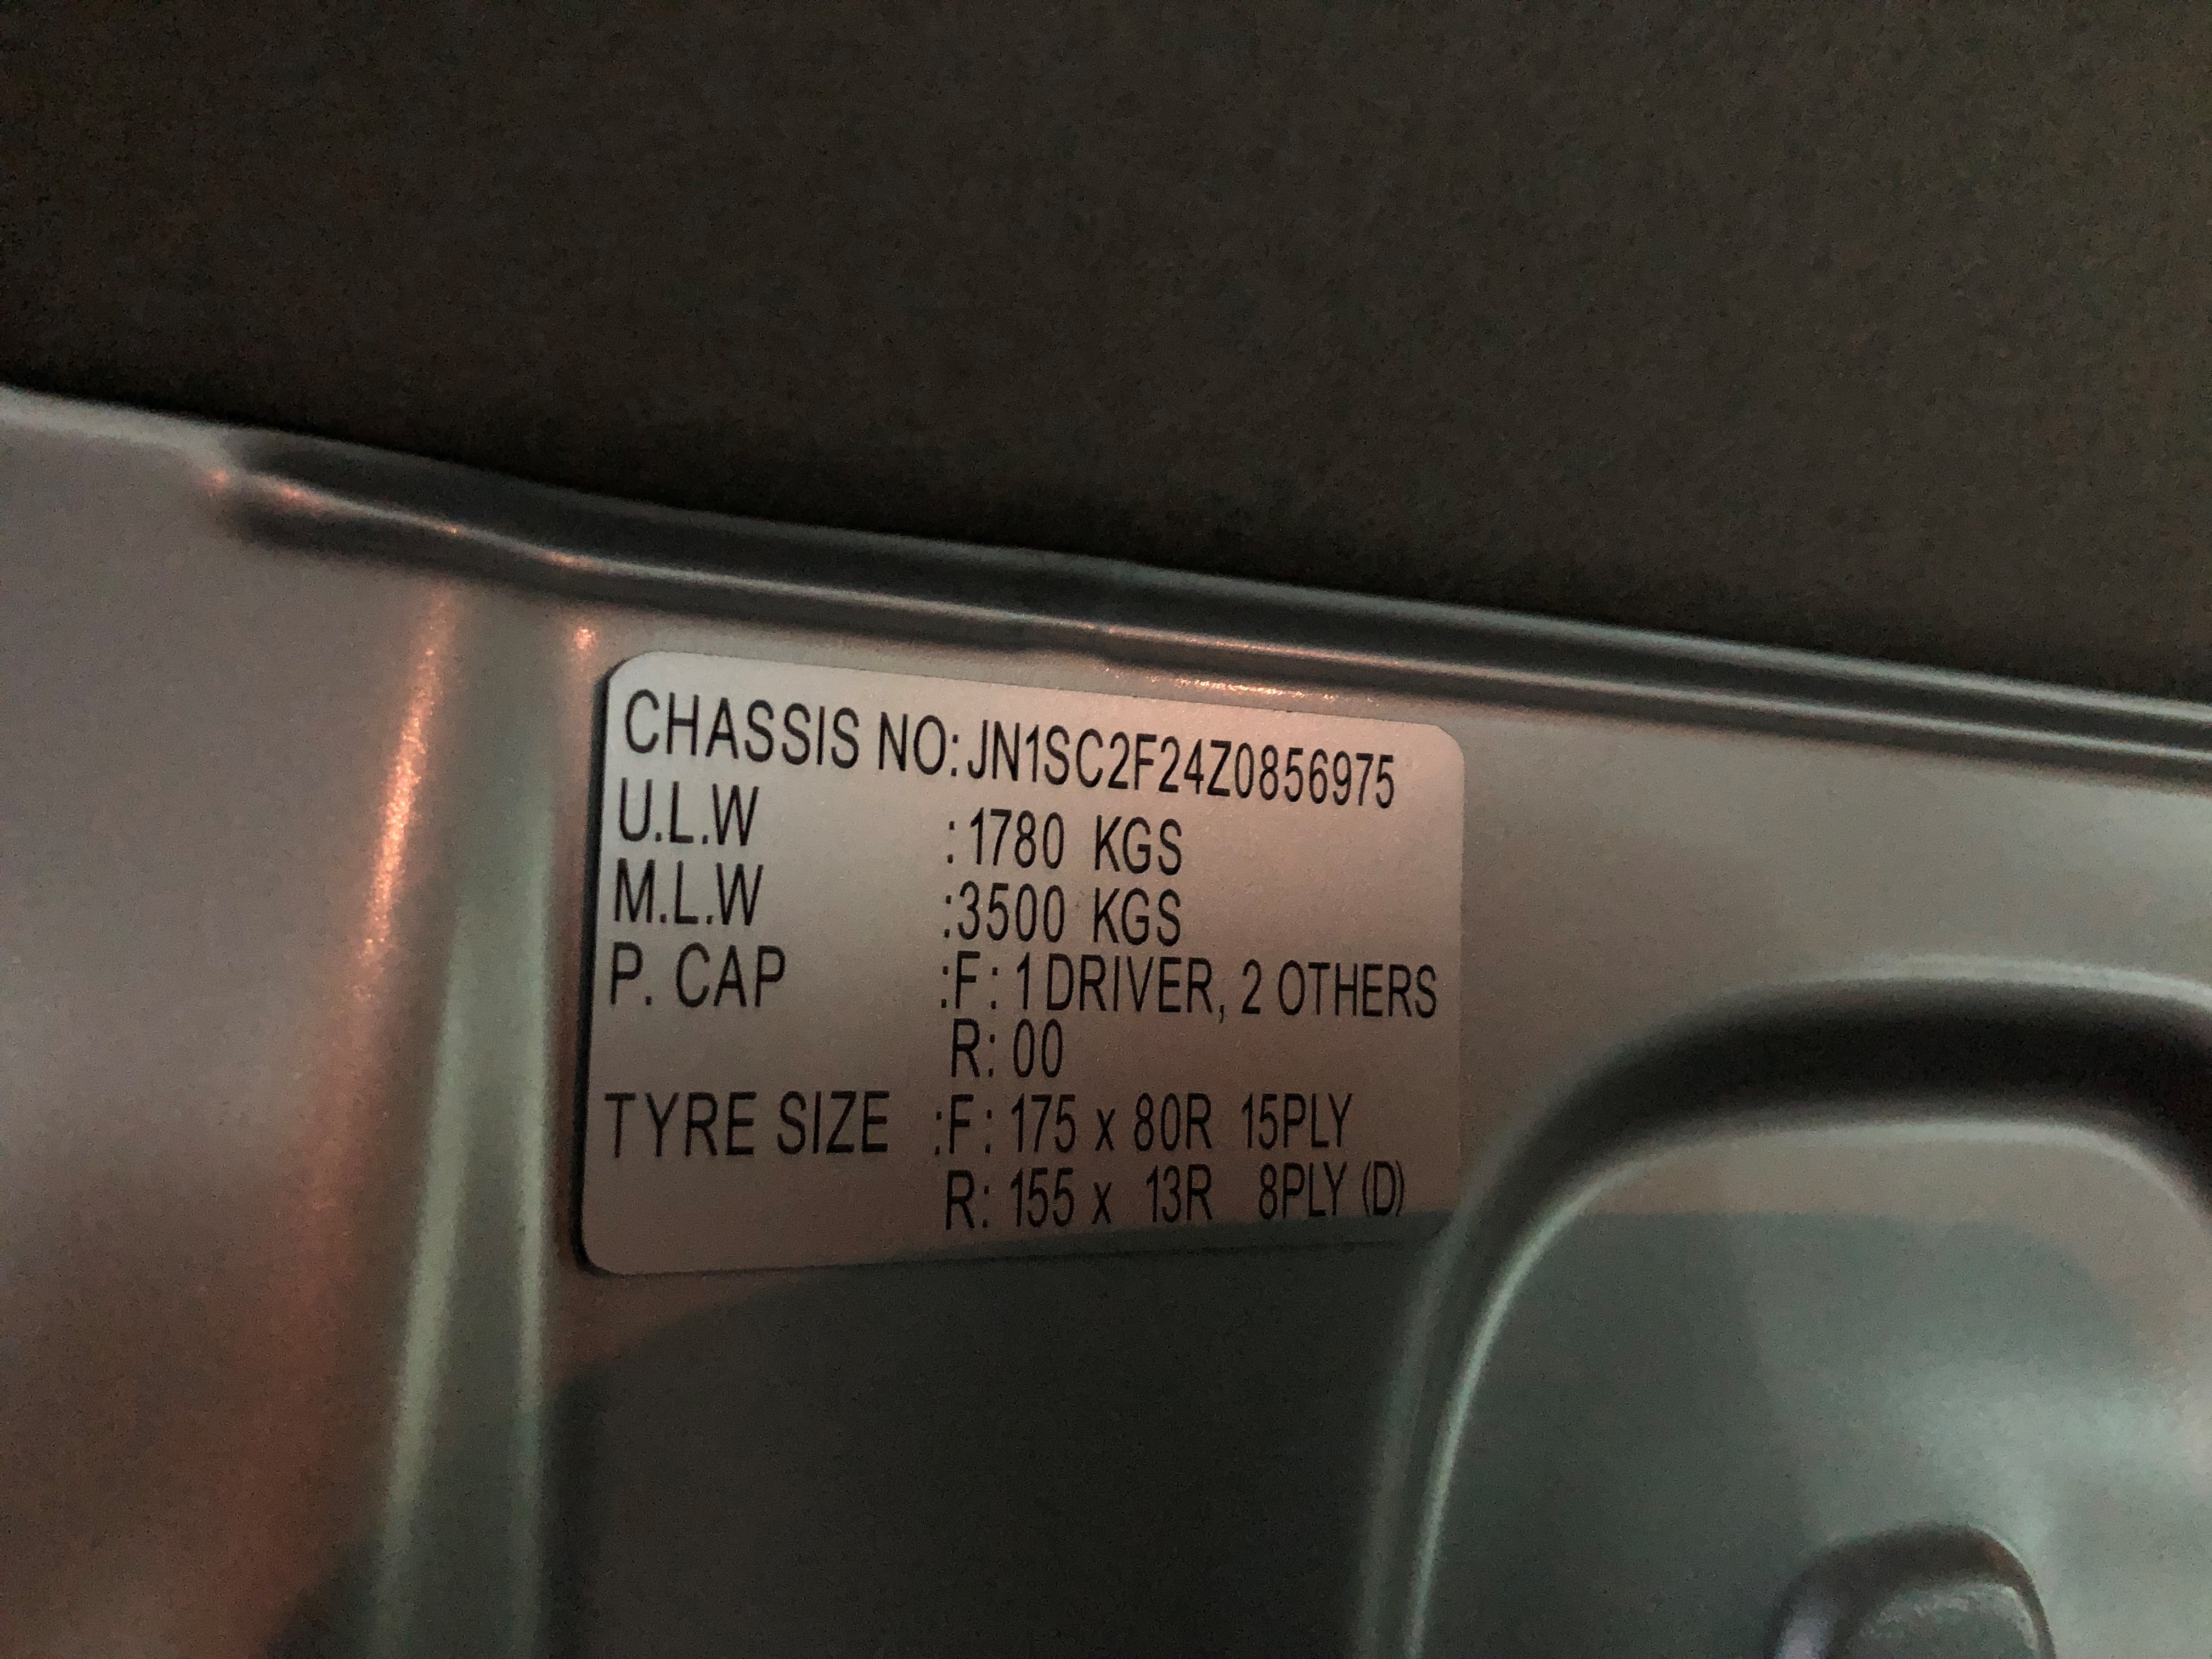 CHASSIS NO:JN1SC2F24Z0856975
U.L.W :1780 KGS
M.L.W :3500 KGS
P. CAP :F: 1 DRIVER, 2 OTHERS
R: 00
TYRE SIZE :F: 175 x 80R 15PLY
R: 155 x 13R 8PLY (D)